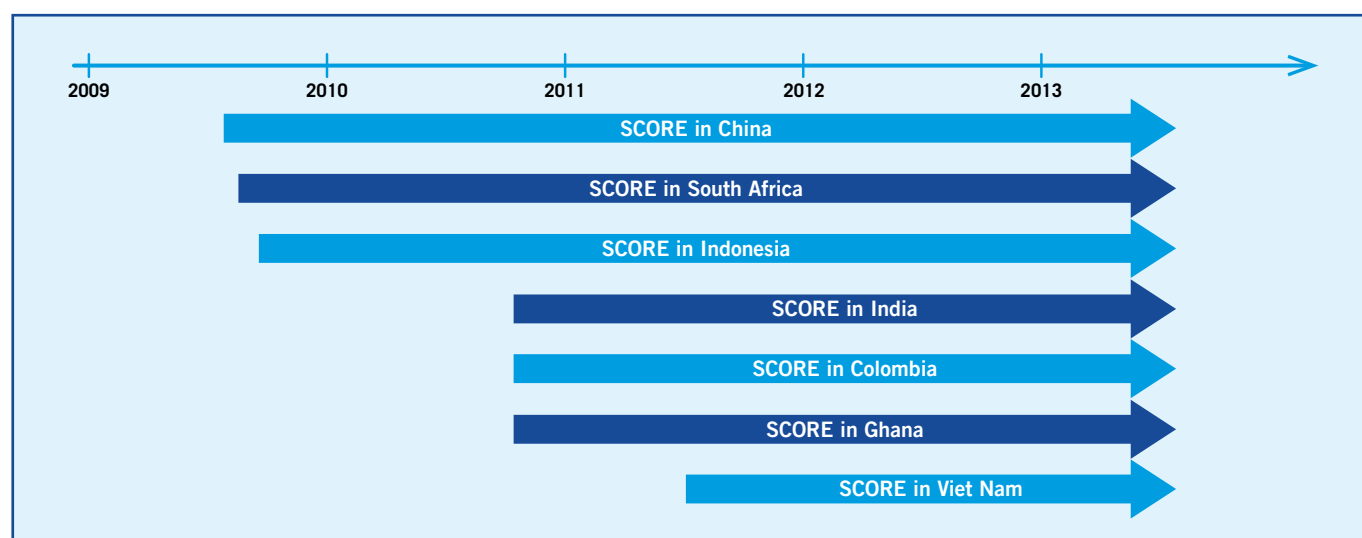 2009 2010 2011 2012 2013
SCORE in China
SCORE in South Africa
SCORE in Indonesia
SCORE in India
SCORE in Colombia
SCORE in Ghana
SCORE in Viet Nam